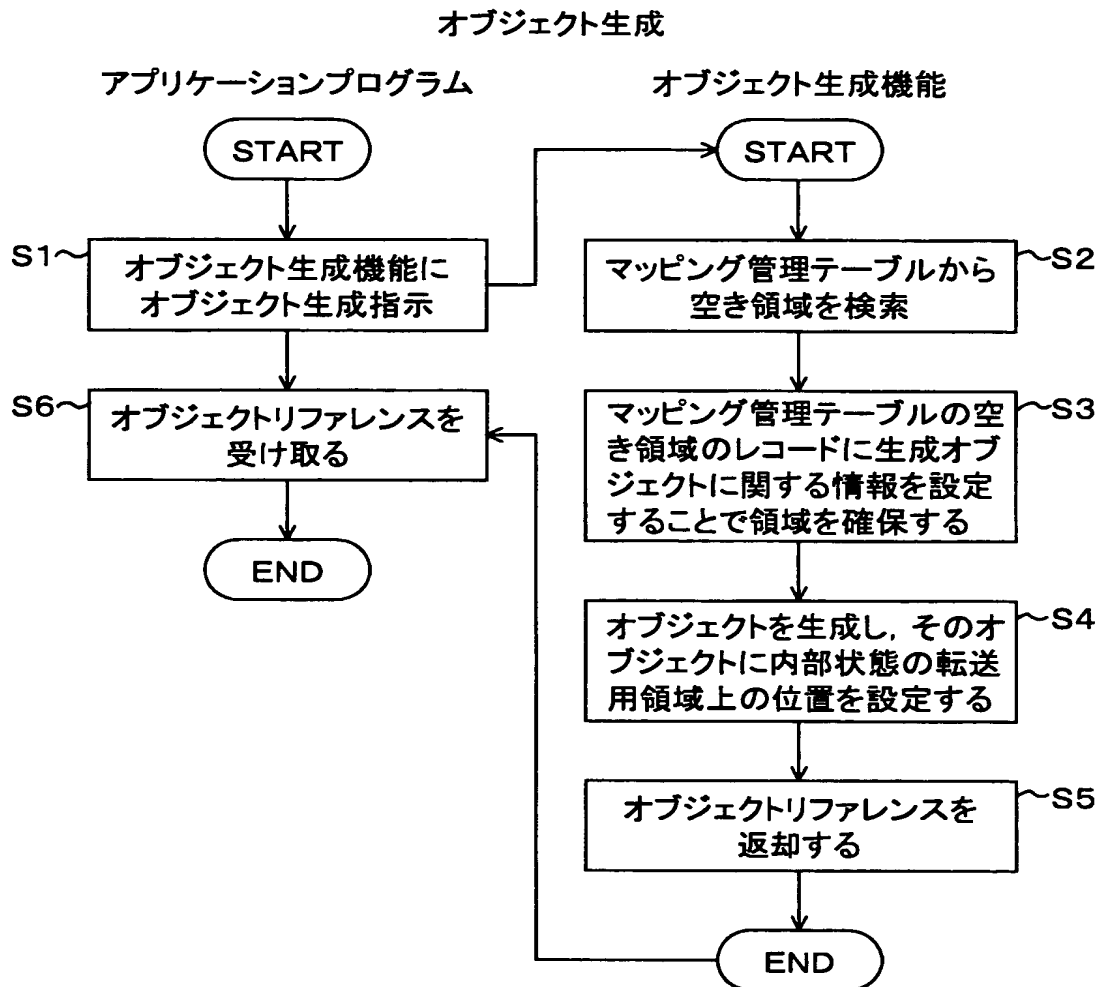 オブジェクト生成
アプリケーションプログラム
START
S1
オブジェクト生成機能に
オブジェクト生成指示
S6
オブジェクトリファレンスを
受け取る
END
オブジェクト生成機能
START
S2
マッピング管理テーブルから
空き領域を検索
S3
マッピング管理テーブルの空
き領域のレコードに生成オブ
ジェクトに関する情報を設定
することで領域を確保する
S4
オブジェクトを生成し,そのオ
ブジェクトに内部状態の転送
用領域上の位置を設定する
S5
オブジェクトリファレンスを
返却する
END